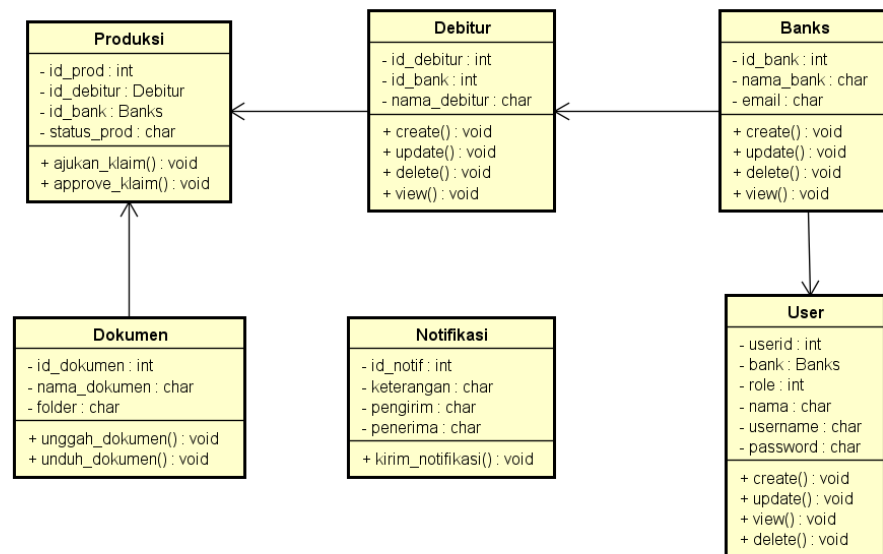 Produksi
- id_prod : int
- id_debitur : Debitur
- id_bank : Banks
- status_prod : char
+ ajukan_klaim() : void
+ approve_klaim() : void
Debitur
- id_debitur : int
- id_bank : int
- nama_debitur : char
+ create() : void
+ update() : void
+ delete() : void
+ view() : void
Banks
- id_bank : int
- nama_bank : char
- email : char
+ create() : void
+ update() : void
+ delete() : void
+ view() : void
Dokumen
- id_dokumen : int
- nama_dokumen : char
- folder : char
+ unggah_dokumen() : void
+ unduh_dokumen() : void
Notifikasi
- id_notif : int
- keterangan : char
- pengirim : char
- penerima : char
+ kirim_notifikasi() : void
User
- userid : int
- bank : Banks
- role : int
- nama : char
- username : char
- password : char
+ create() : void
+ update() : void
+ view() : void
+ delete() : void